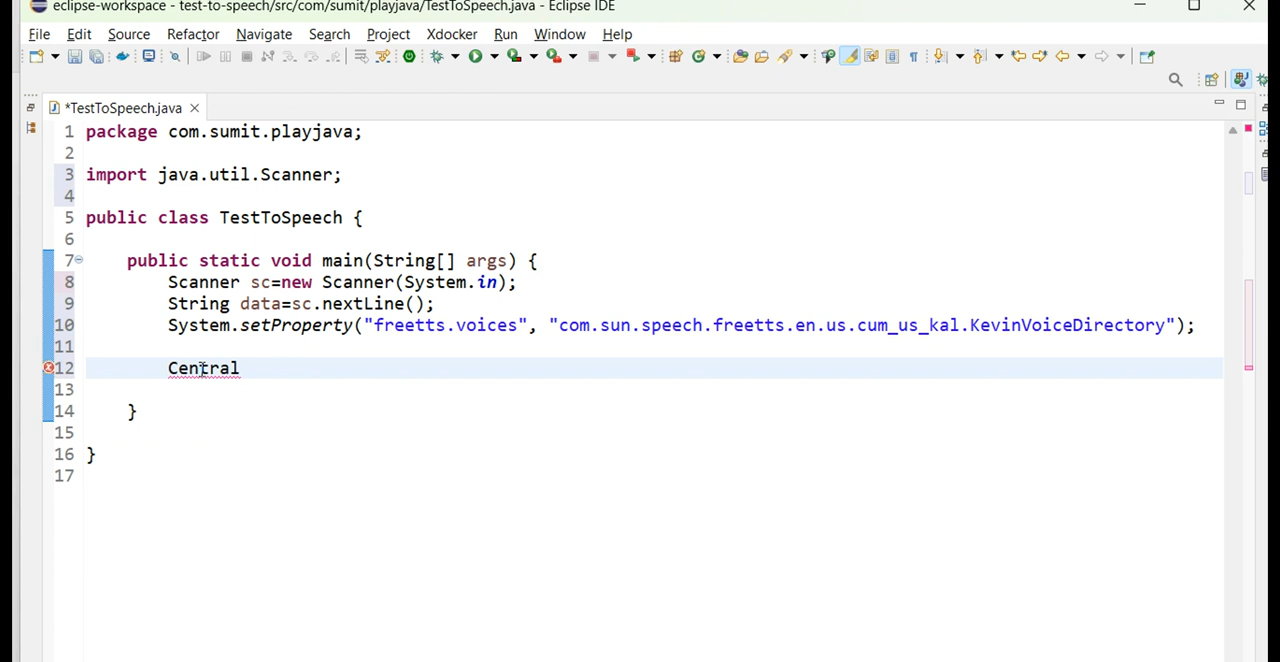 eclipse-workspace - test-to-speech/src/com/sumit/playjava/TestToSpeech.java - Eclipse IDE
File Edit Source Refactor Navigate Search Project Xdocker Run Window Help
*TestToSpeech.java
1 package com.sumit.playjava;
2
3 import java.util.Scanner;
4
5 public class TestToSpeech {
6
7 public static void main(String[] args) {
8 Scanner sc=new Scanner(System.in);
9 String data=sc.nextLine();
10 System.setProperty("freetts.voices", "com.sun.speech.freetts.en.us.cum_us_kal.KevinVoiceDirectory");
11
12 Central
13
14 }
15
16 }
17